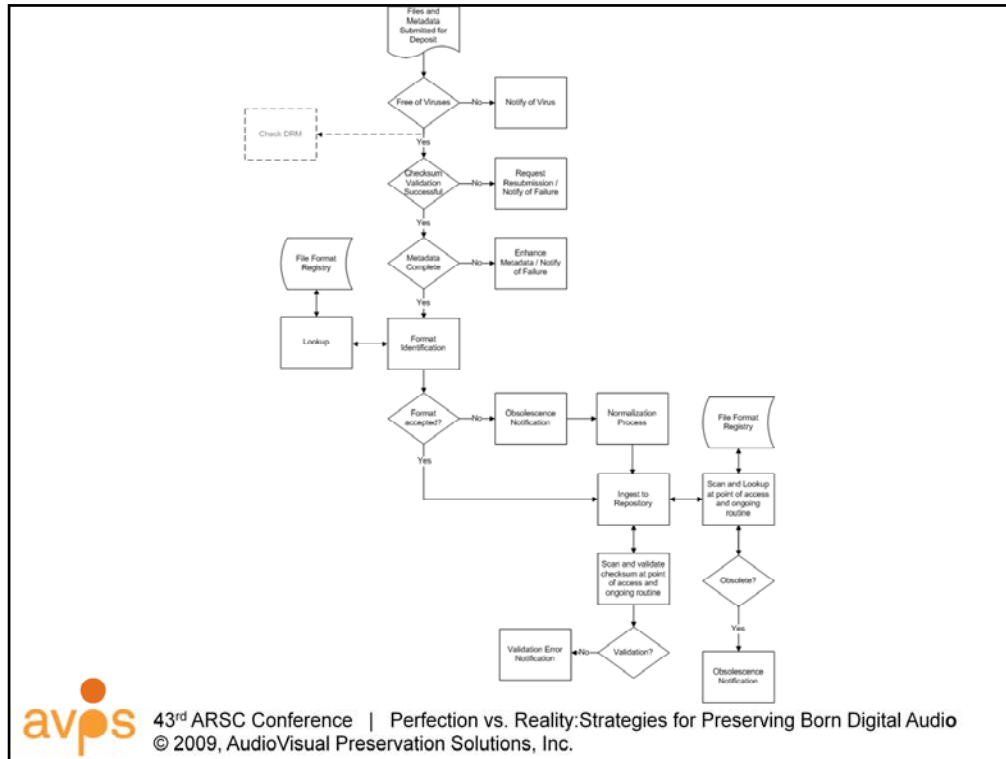 Files and
Metadata
Submitted for
Deposit
Free of Viruses
No
Notify of Virus
Check DRM
Yes
Checksum
Validation
Successful
No
Request
Resubmission /
Notify of Failure
Yes
File Format
Registry
Metadata
Complete
No
Enhance
Metadata / Notify
of Failure
Yes
Lookup
Format
Identification
Format
accepted?
No
Obsolescence
Notification
Normalization
Process
File Format
Registry
Yes
Ingest to
Repository
Scan and Lookup
at point of access
and ongoing
routine
Scan and validate
checksum at point
of access and
ongoing routine
Obsolete?
Yes
Validation Error
Notification
No
Validation?
Obsolescence
Notification
avps
43rd ARSC Conference | Perfection vs. Reality:Strategies for Preserving Born Digital Audio
© 2009, AudioVisual Preservation Solutions, Inc.